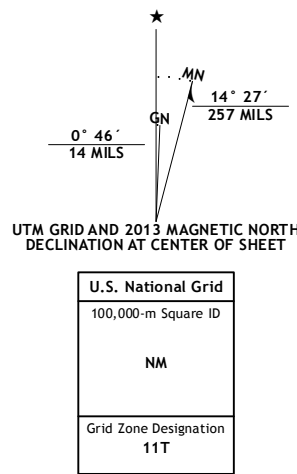 ★
MN
GN
14° 27´
257 MILS
0° 46´
14 MILS
UTM GRID AND 2013 MAGNETIC NORTH
DECLINATION AT CENTER OF SHEET
U.S. National Grid
100,000-m Square ID
NM
Grid Zone Designation
11T